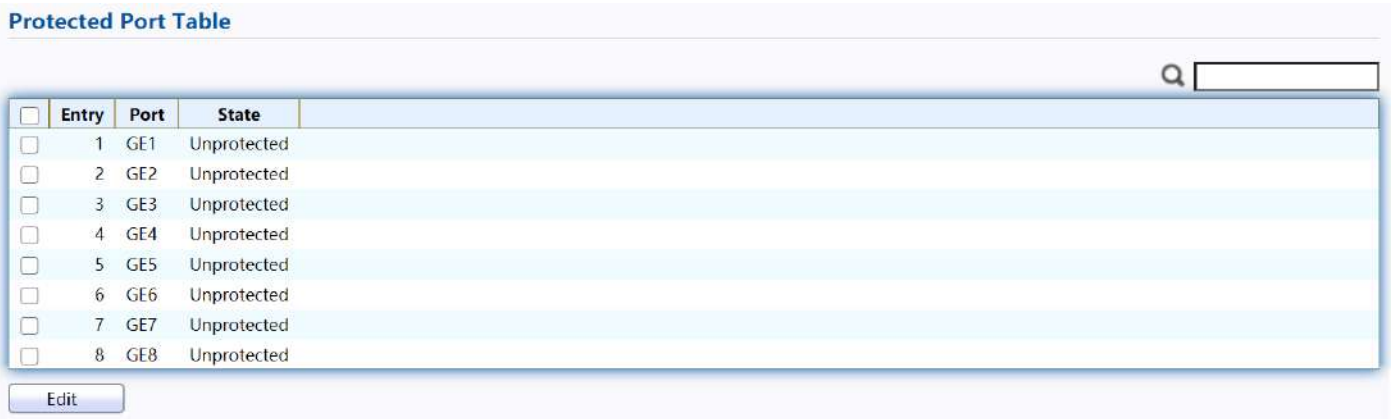 Protected Port Table
Entry Port State
1 GE1 Unprotected
2 GE2 Unprotected
3 GE3 Unprotected
4 GE4 Unprotected
5 GE5 Unprotected
6 GE6 Unprotected
7 GE7 Unprotected
8 GE8 Unprotected
Edit